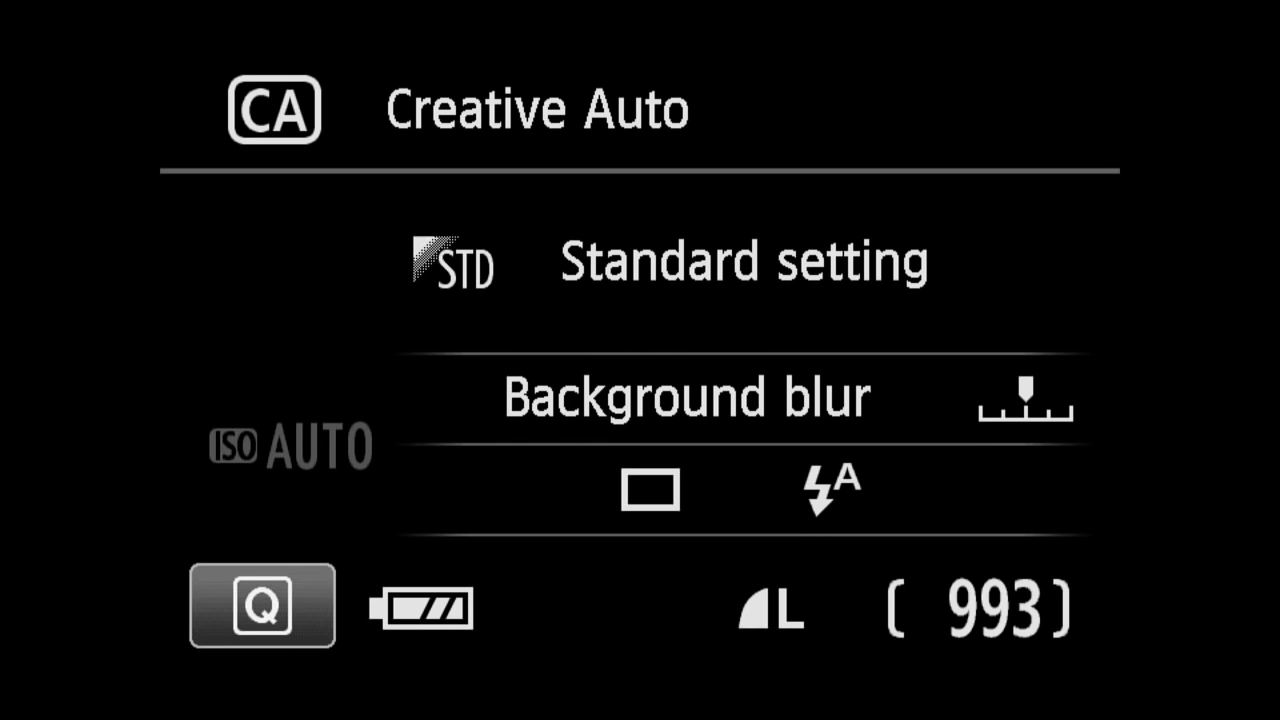 CA Creative Auto
STD Standard setting
Background blur
ISO AUTO
A
Q L [ 993]